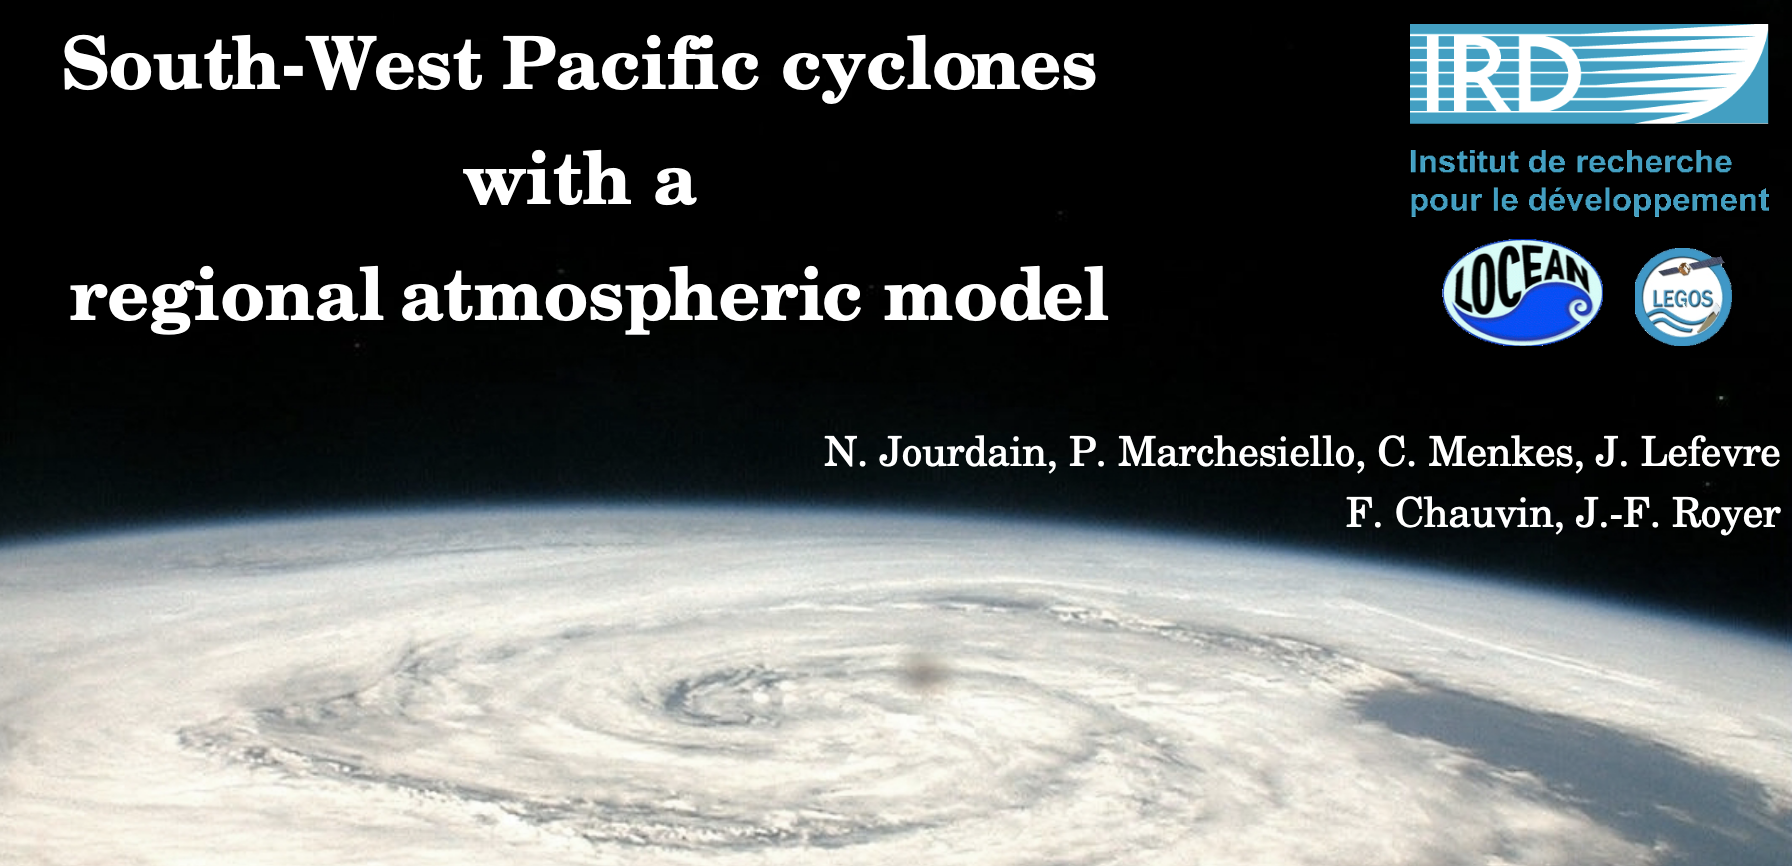 South-West Pacific cyclones
with a
regional atmospheric model
IRD
Institut de recherche
pour le développement
LOCEAN
LEGOS
N. Jourdain, P. Marchesiello, C. Menkes, J. Lefevre
F. Chauvin, J.-F. Royer